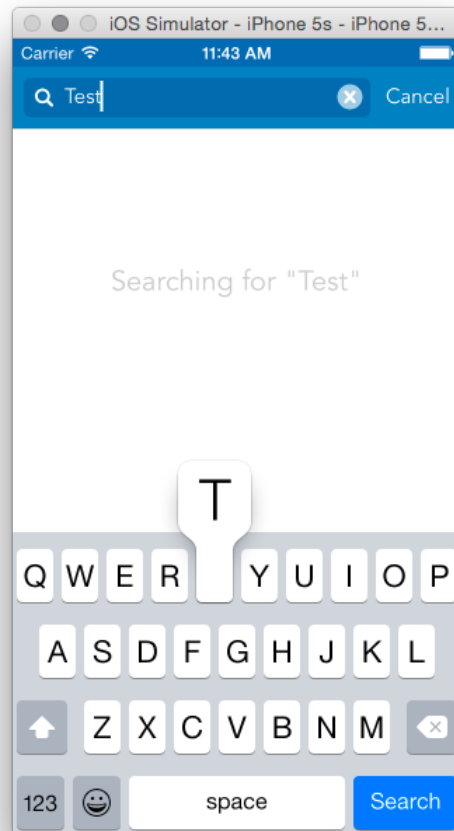 iOS Simulator - iPhone 5s - iPhone 5...
Carrier 11:43 AM
Test Cancel
Searching for "Test"
T
Q W E R Y U I O P
A S D F G H J K L
Z X C V B N M
123 space Search